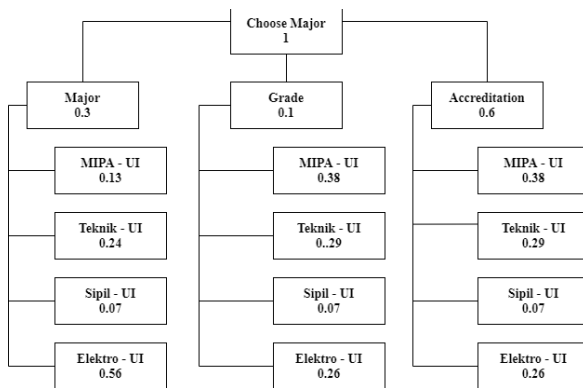 Choose Major
1
Major
0.3
Grade
0.1
Accreditation
0.6
MIPA - UI
0.13
MIPA - UI
0.38
MIPA - UI
0.38
Teknik - UI
0.24
Teknik - UI
0..29
Teknik - UI
0.29
Sipil - UI
0.07
Sipil - UI
0.07
Sipil - UI
0.07
Elektro - UI
0.56
Elektro - UI
0.26
Elektro - UI
0.26